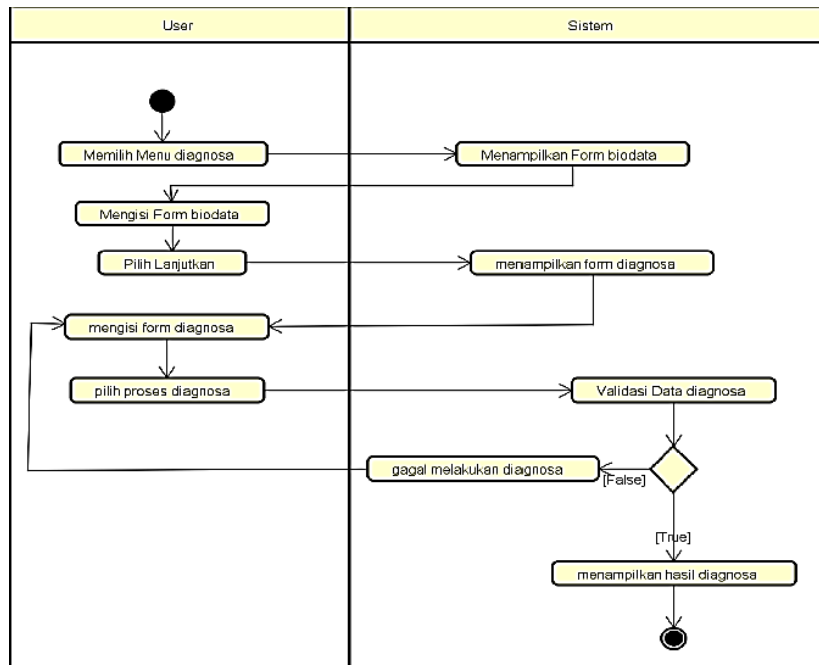 User
Sistem
Memilih Menu diagnosa
Menampilkan Form biodata
Mengisi Form biodata
Pilih Lanjutkan
menampilkan form diagnosa
mengisi form diagnosa
pilih proses diagnosa
Validasi Data diagnosa
gagal melakukan diagnosa
[False]
[True]
menampilkan hasil diagnosa